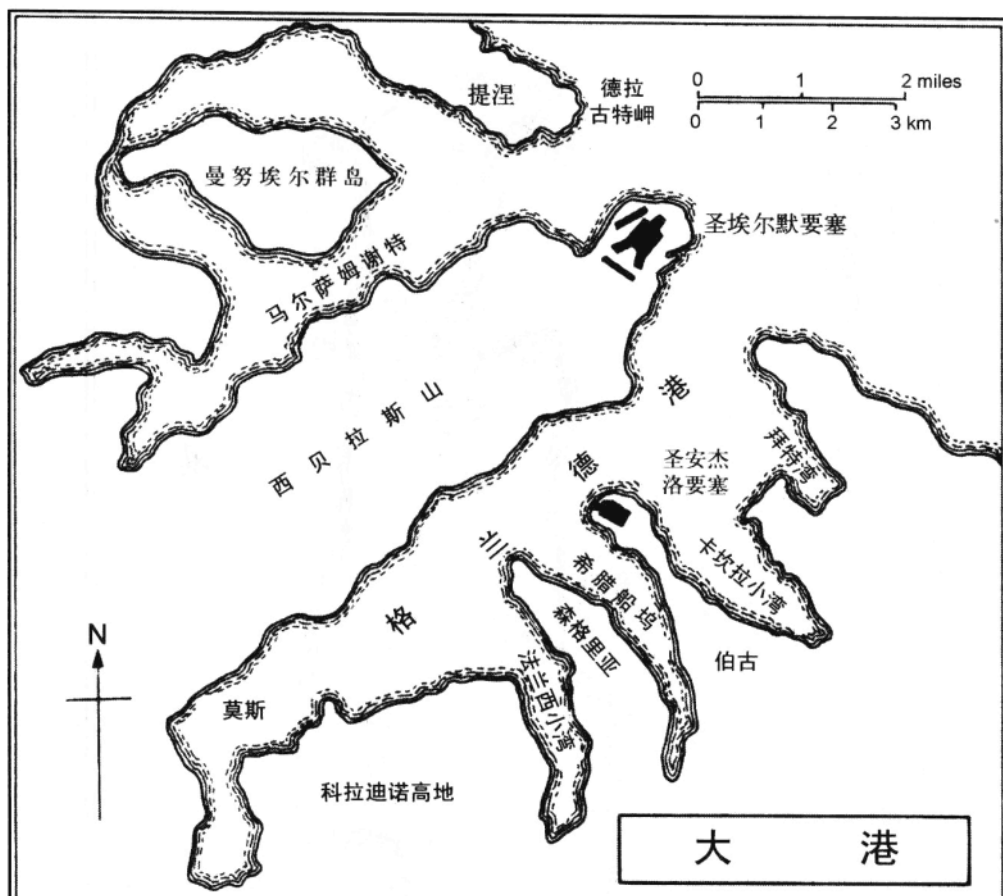 提涅
德拉
古特岬
0 1 2 miles
0 1 2 3 km
曼努埃尔群岛
圣埃尔默要塞
马尔萨姆谢特
西贝拉斯山
格兰德港
圣安杰
洛要塞
拜特湾
卡坎拉小湾
希腊船坞
森格里亚
伯古
法兰西小湾
莫斯
科拉迪诺高地
N
大港